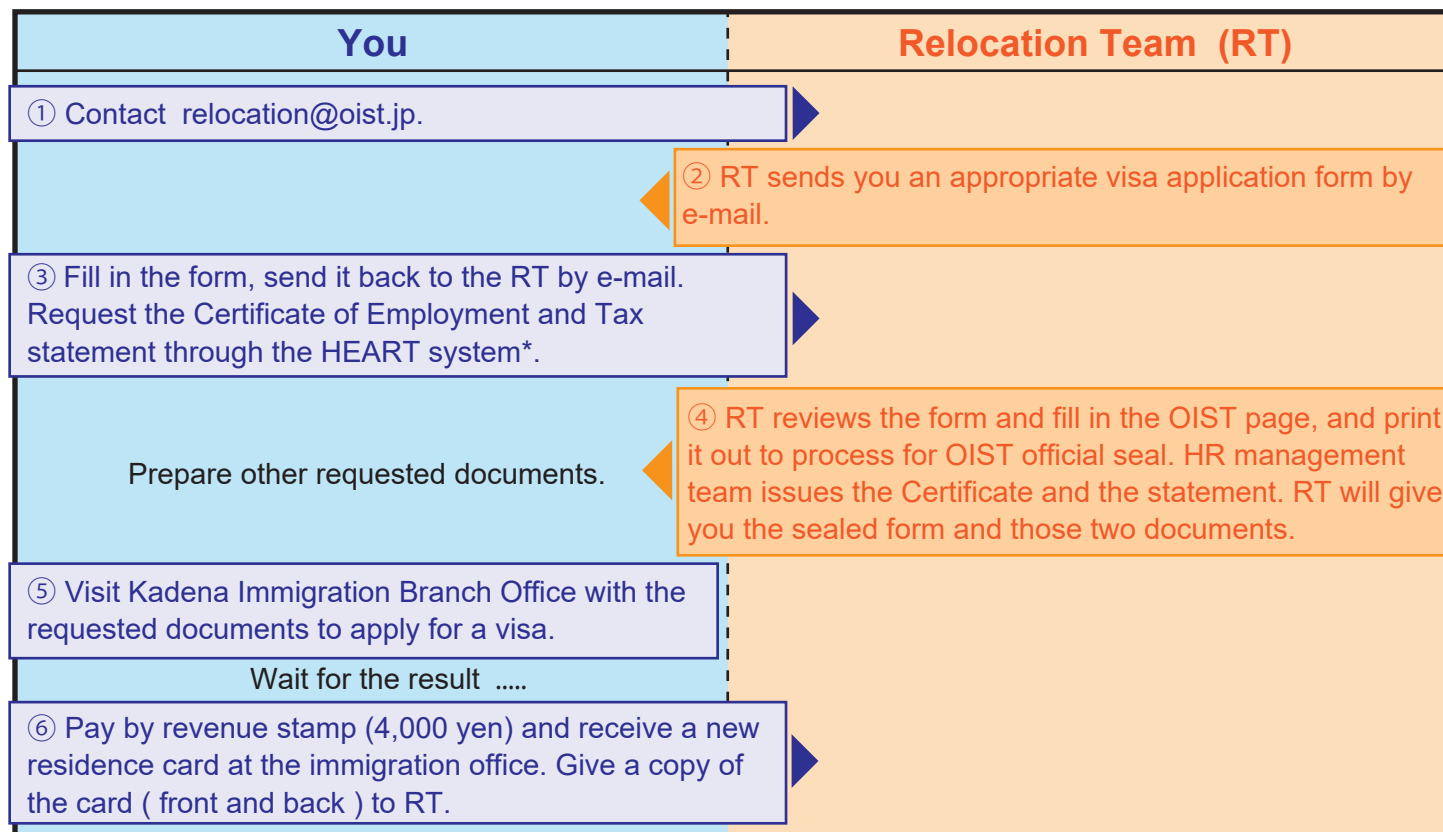 You
Relocation Team (RT)
① Contact relocation@oist.jp.
② RT sends you an appropriate visa application form by
e-mail.
③ Fill in the form, send it back to the RT by e-mail.
Request the Certificate of Employment and Tax
statement through the HEART system*.
④ RT reviews the form and fill in the OIST page, and print
it out to process for OIST official seal. HR management
team issues the Certificate and the statement. RT will give
you the sealed form and those two documents.
Prepare other requested documents.
⑤ Visit Kadena Immigration Branch Office with the
requested documents to apply for a visa.
Wait for the result .....
⑥ Pay by revenue stamp (4,000 yen) and receive a new
residence card at the immigration office. Give a copy of
the card ( front and back ) to RT.